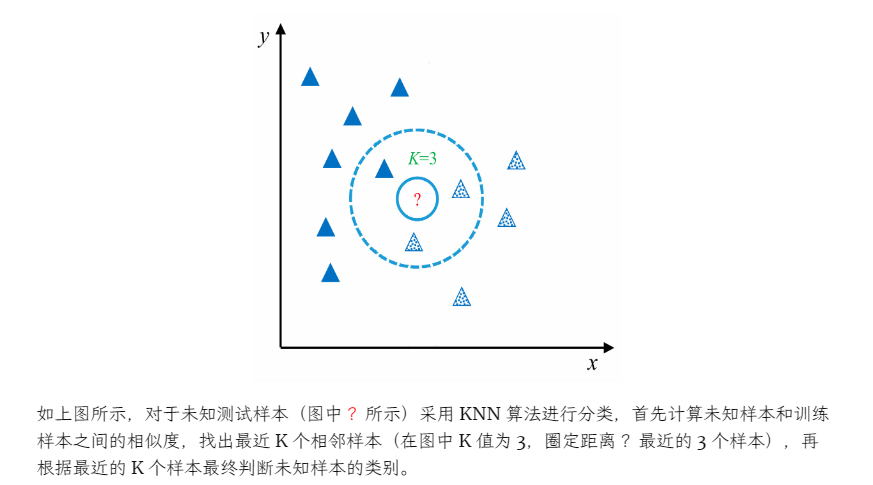 y
K=3
?
x
如上图所示，对于未知测试样本（图中 ? 所示）采用 KNN 算法进行分类，首先计算未知样本和训练
样本之间的相似度，找出最近 K 个相邻样本（在图中 K 值为 3，圈定距离 ? 最近的 3 个样本），再
根据最近的 K 个样本最终判断未知样本的类别。